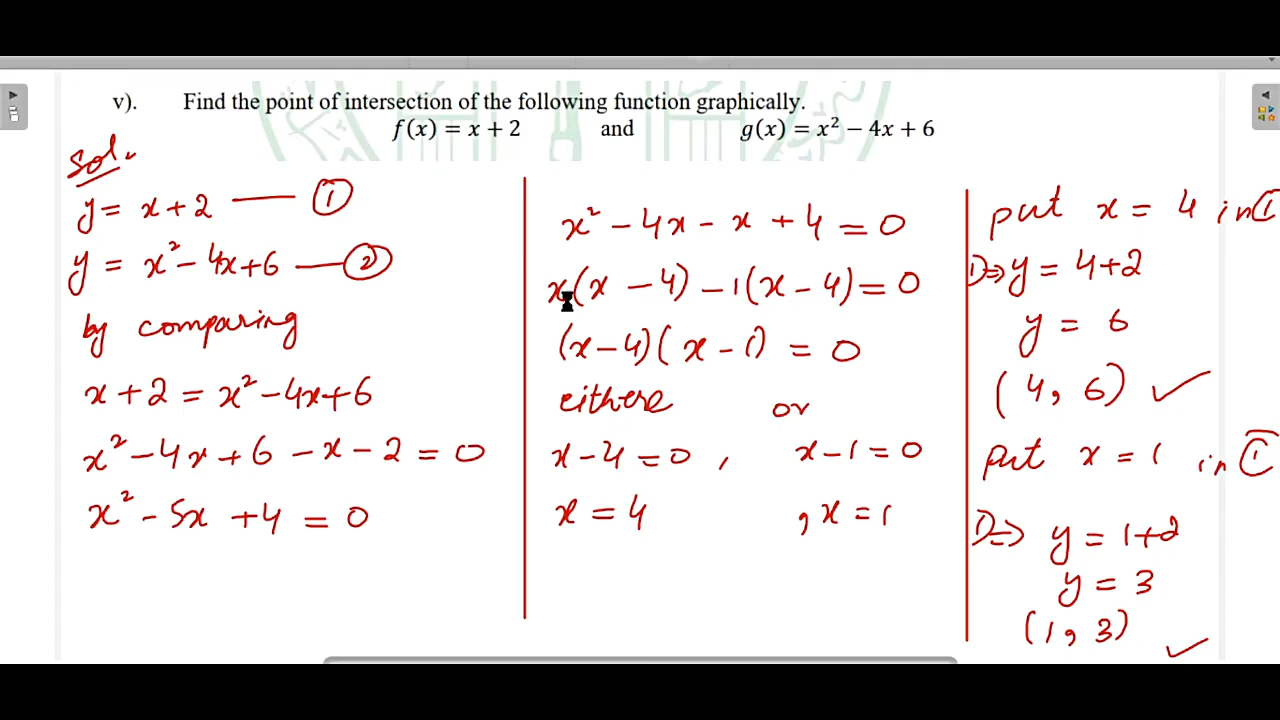 v). Find the point of intersection of the following function graphically.
f(x) = x + 2 and g(x) = x² − 4x + 6
Sol.
y = x + 2 —— ①
y = x² − 4x + 6 —— ②
by comparing
x + 2 = x² − 4x + 6
x² − 4x + 6 − x − 2 = 0
x² − 5x + 4 = 0
x² − 4x − x + 4 = 0
x(x − 4) − 1(x − 4) = 0
(x − 4)(x − 1) = 0
eithere or
x − 4 = 0 , x − 1 = 0
x = 4 , x = 1
put x = 4 in ①
① ⇒ y = 4 + 2
y = 6
(4, 6) ✓
put x = 1 in ①
① ⇒ y = 1 + 2
y = 3
(1, 3) ✓